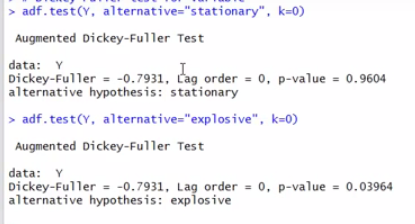 > adf.test(Y, alternative="stationary", k=0)
Augmented Dickey-Fuller Test
data: Y
Dickey-Fuller = -0.7931, Lag order = 0, p-value = 0.9604
alternative hypothesis: stationary
> adf.test(Y, alternative="explosive", k=0)
Augmented Dickey-Fuller Test
data: Y
Dickey-Fuller = -0.7931, Lag order = 0, p-value = 0.03964
alternative hypothesis: explosive